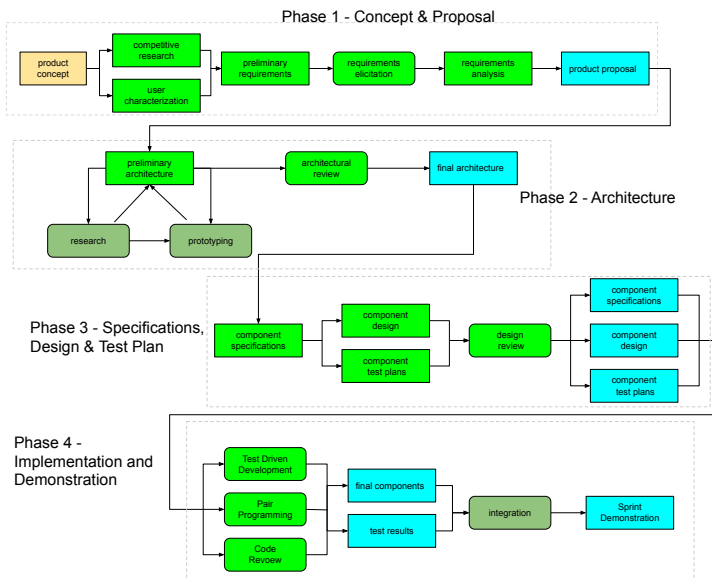 Phase 1 - Concept & Proposal
product
concept
competitive
research
user
characterization
preliminary
requirements
requirements
elicitation
requirements
analysis
product proposal
preliminary
architecture
architectural
review
final architecture
Phase 2 - Architecture
research
prototyping
Phase 3 - Specifications,
Design & Test Plan
component
specifications
component
design
component
test plans
design
review
component
specifications
component
design
component
test plans
Phase 4 -
Implementation and
Demonstration
Test Driven
Development
Pair
Programming
Code
Revoew
final components
test results
integration
Sprint
Demonstration